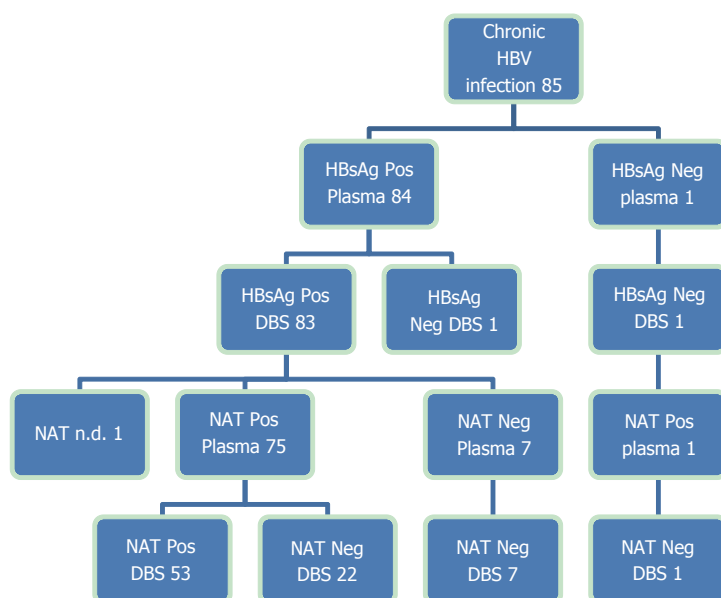 Chronic
HBV
infection 85
HBsAg Pos
Plasma 84
HBsAg Neg
plasma 1
HBsAg Pos
DBS 83
HBsAg
Neg DBS 1
HBsAg Neg
DBS 1
NAT n.d. 1
NAT Pos
Plasma 75
NAT Neg
Plasma 7
NAT Pos
plasma 1
NAT Pos
DBS 53
NAT Neg
DBS 22
NAT Neg
DBS 7
NAT Neg
DBS 1